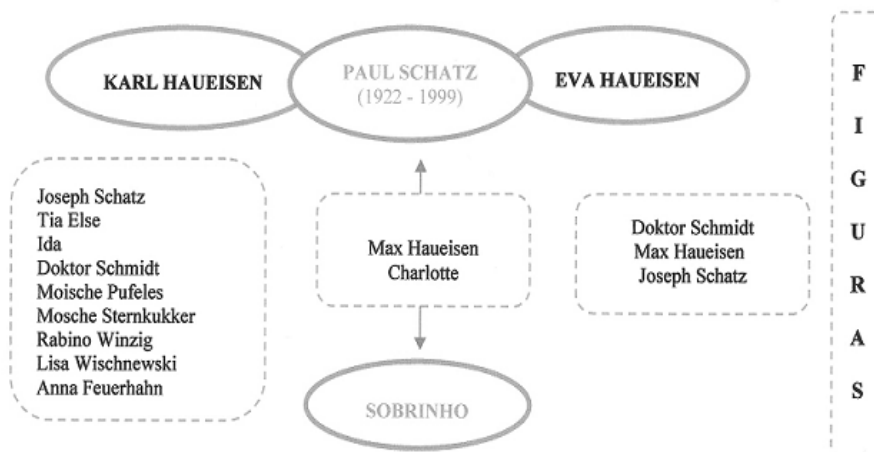 KARL HAUEISEN
PAUL SCHATZ
(1922 - 1999)
EVA HAUEISEN
Joseph Schatz
Tia Else
Ida
Doktor Schmidt
Moische Pufeles
Mosche Sternkukker
Rabino Winzig
Lisa Wischnewski
Anna Feuerhahn
Max Haueisen
Charlotte
Doktor Schmidt
Max Haueisen
Joseph Schatz
SOBRINHO
F
I
G
U
R
A
S